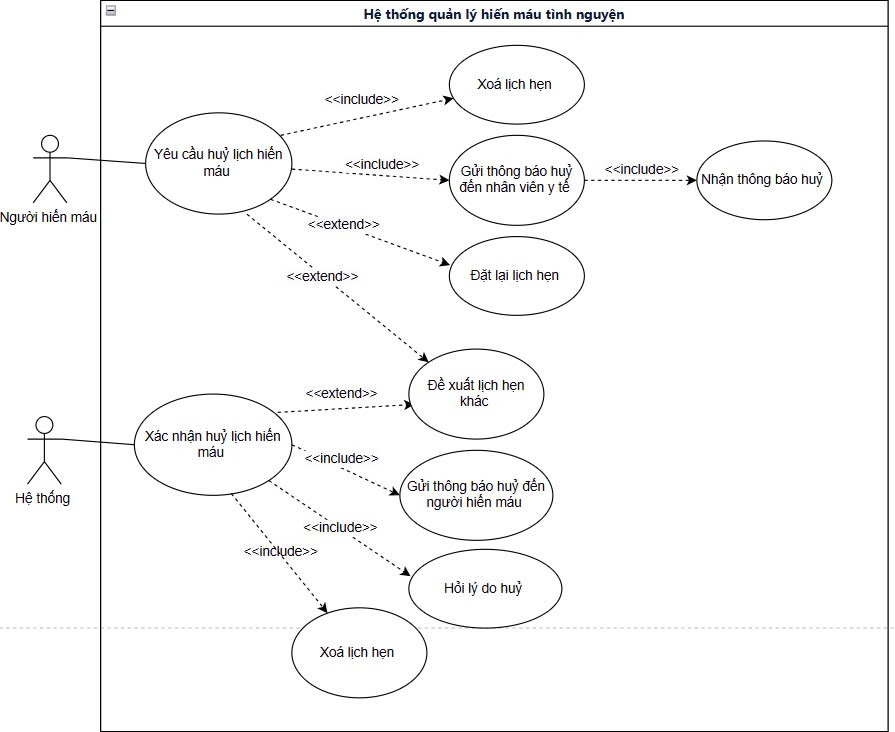 Hệ thống quản lý hiến máu tình nguyện
Xoá lịch hẹn
<<include>>
Yêu cầu huỷ lịch hiến
máu
<<include>>
Gửi thông báo huỷ
đến nhân viên y tế
<<include>>
Nhận thông báo huỷ
Người hiến máu
<<extend>>
Đặt lại lịch hẹn
<<extend>>
Đề xuất lịch hẹn
khác
<<extend>>
Xác nhận huỷ lịch hiến
máu
<<include>>
Gửi thông báo huỷ đến
người hiến máu
Hệ thống
<<include>>
<<include>>
Hỏi lý do huỷ
Xoá lịch hẹn